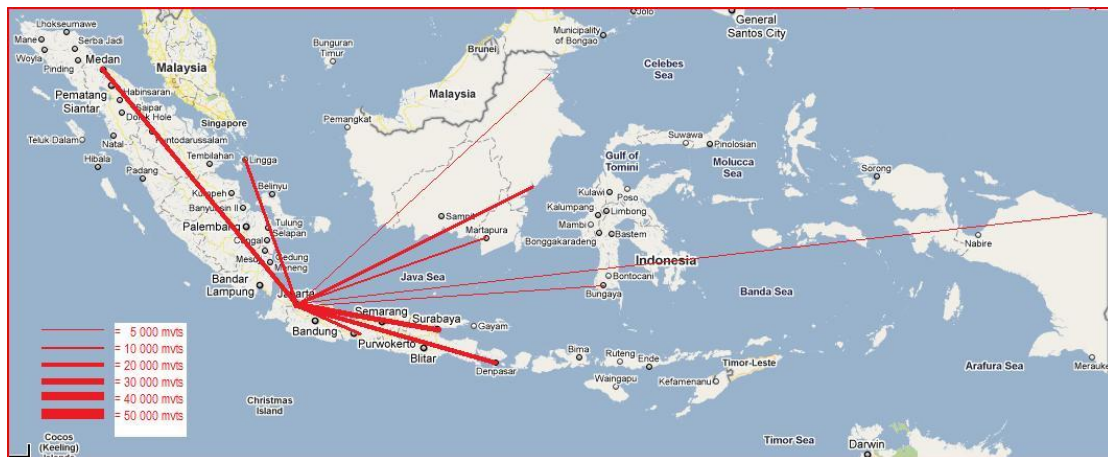 Lhokseumawe
Mane
Serba Jadi
Woyla
Medan
Pinding
Pematang
Siantar
Habinsaran
Teluk Dalam
Natal
Hibala
Padang
Malaysia
Singapore
Tembilahan
Lingga
Belinyu
Palembang
Tulung
Selapan
Bandar
Lampung
Jakarta
Bandung
Semarang
Surabaya
Gayam
Purwokerto
Blitar
Denpasar
Bunguran
Timur
Brunei
Malaysia
Pemangkat
Sampit
Martapura
Java Sea
Municipality
of Bongao
Jolo
General
Santos City
Celebes
Sea
Gulf of
Tomini
Suwawa
Pinolosian
Molucca
Sea
Kulawi
Poso
Kalumpang
Limbong
Mambi
Bastem
Bonggakaradeng
Indonesia
Bontocani
Bungaya
Banda Sea
Sorong
Nabire
Merauke
Arafura Sea
Bima
Ruteng
Ende
Waingapu
Kefamenanu
Timor-Leste
Timor Sea
Darwin
Christmas
Island
Cocos
(Keeling)
= 5 000 mvts
= 10 000 mvts
= 20 000 mvts
= 30 000 mvts
= 40 000 mvts
= 50 000 mvts